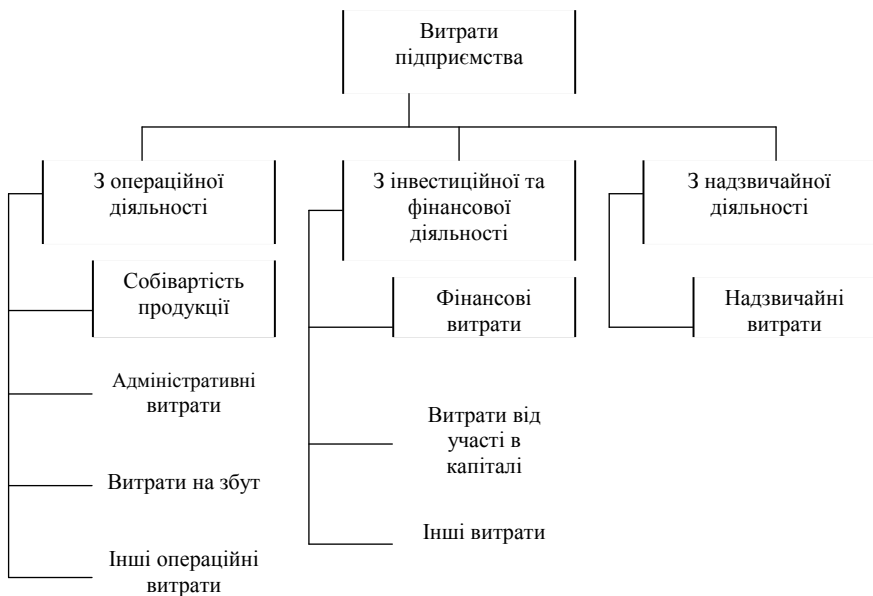 Витрати
підприємства
З операційної
діяльності
З інвестиційної та
фінансової
діяльності
З надзвичайної
діяльності
Собівартість
продукції
Адміністративні
витрати
Витрати на збут
Інші операційні
витрати
Фінансові
витрати
Витрати від
участі в
капіталі
Інші витрати
Надзвичайні
витрати